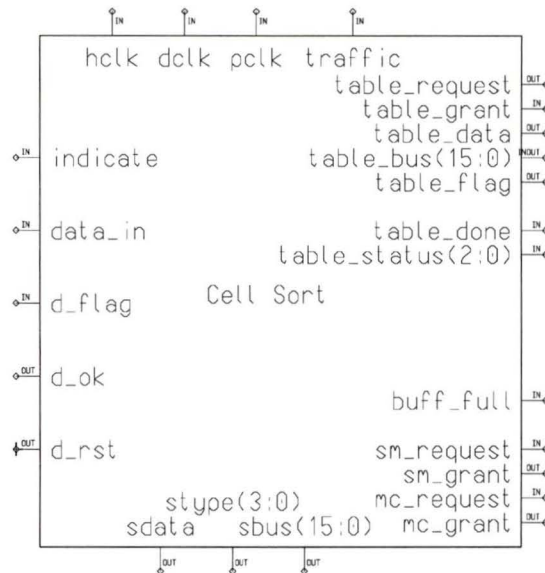 IN IN IN IN
hclk dclk pclk traffic
table_request OUT
table_grant IN
table_data OUT
IN indicate table_bus(15:0) INOUT
table_flag OUT
IN data_in table_done IN
table_status(2:0) IN
IN d_flag Cell Sort
OUT d_ok
buff_full IN
OUT d_rst sm_request IN
sm_grant OUT
stype(3:0) mc_request IN
sdata sbus(15:0) mc_grant OUT
OUT OUT OUT